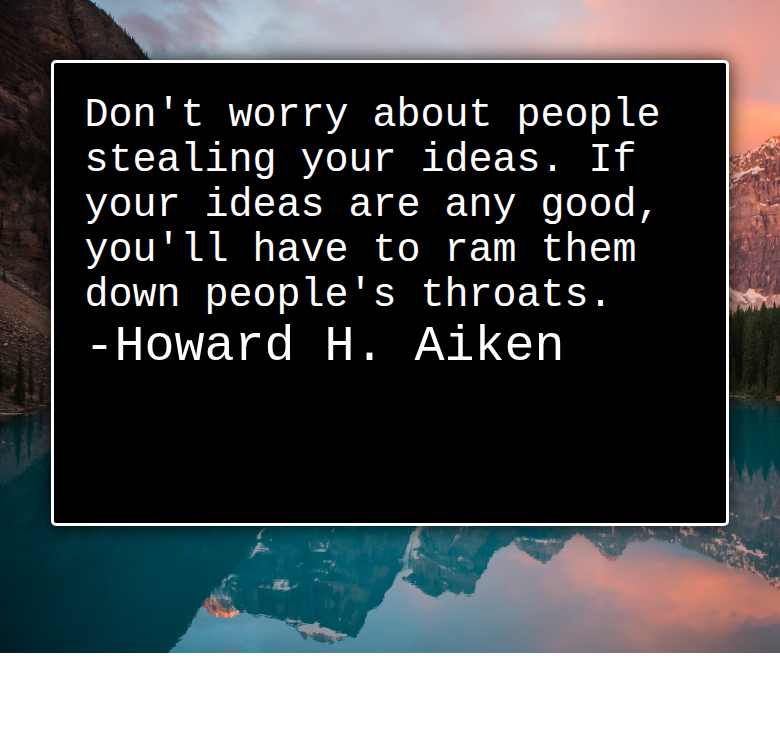 Don't worry about people
stealing your ideas. If
your ideas are any good,
you'll have to ram them
down people's throats.
-Howard H. Aiken